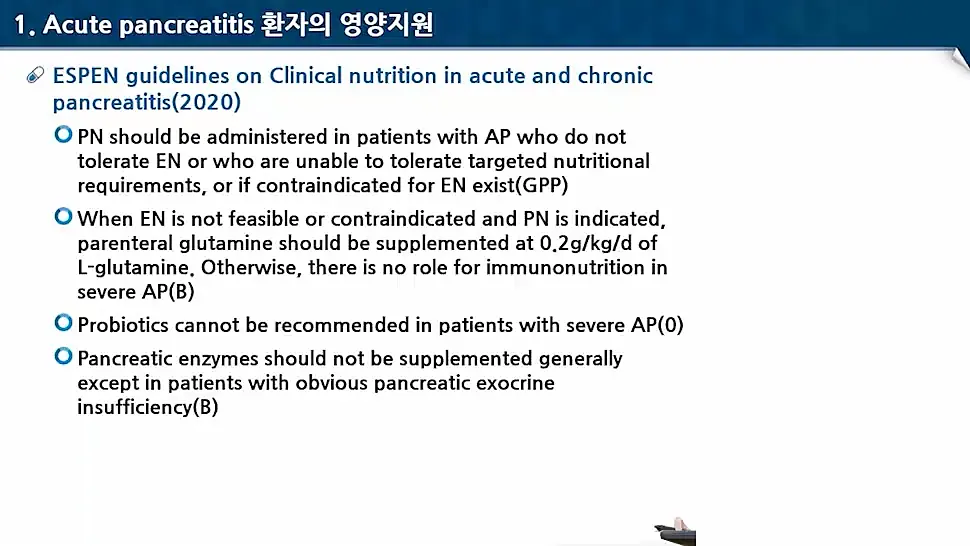 1. Acute pancreatitis 환자의 영양지원
ESPEN guidelines on Clinical nutrition in acute and chronic
pancreatitis(2020)
PN should be administered in patients with AP who do not
tolerate EN or who are unable to tolerate targeted nutritional
requirements, or if contraindicated for EN exist(GPP)
When EN is not feasible or contraindicated and PN is indicated,
parenteral glutamine should be supplemented at 0.2g/kg/d of
L-glutamine. Otherwise, there is no role for immunonutrition in
severe AP(B)
Probiotics cannot be recommended in patients with severe AP(0)
Pancreatic enzymes should not be supplemented generally
except in patients with obvious pancreatic exocrine
insufficiency(B)